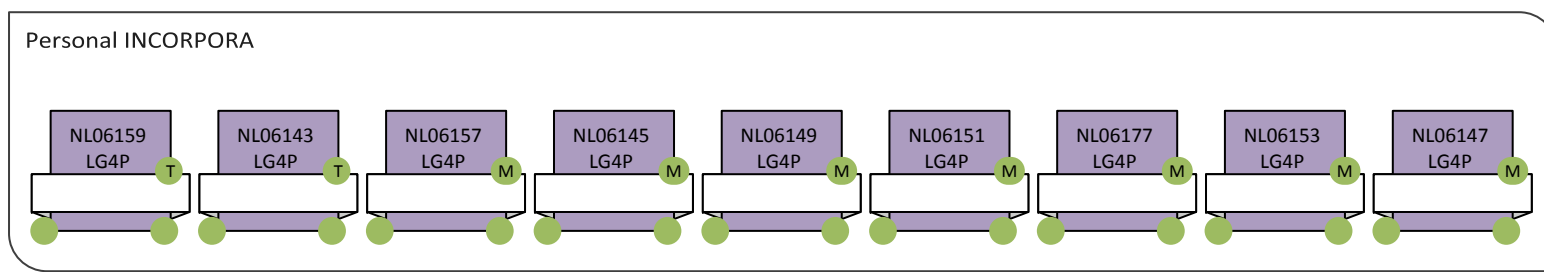 Personal INCORPORA
NL06159
LG4P
T
NL06143
LG4P
T
NL06157
LG4P
M
NL06145
LG4P
M
NL06149
LG4P
M
NL06151
LG4P
M
NL06177
LG4P
M
NL06153
LG4P
M
NL06147
LG4P
M